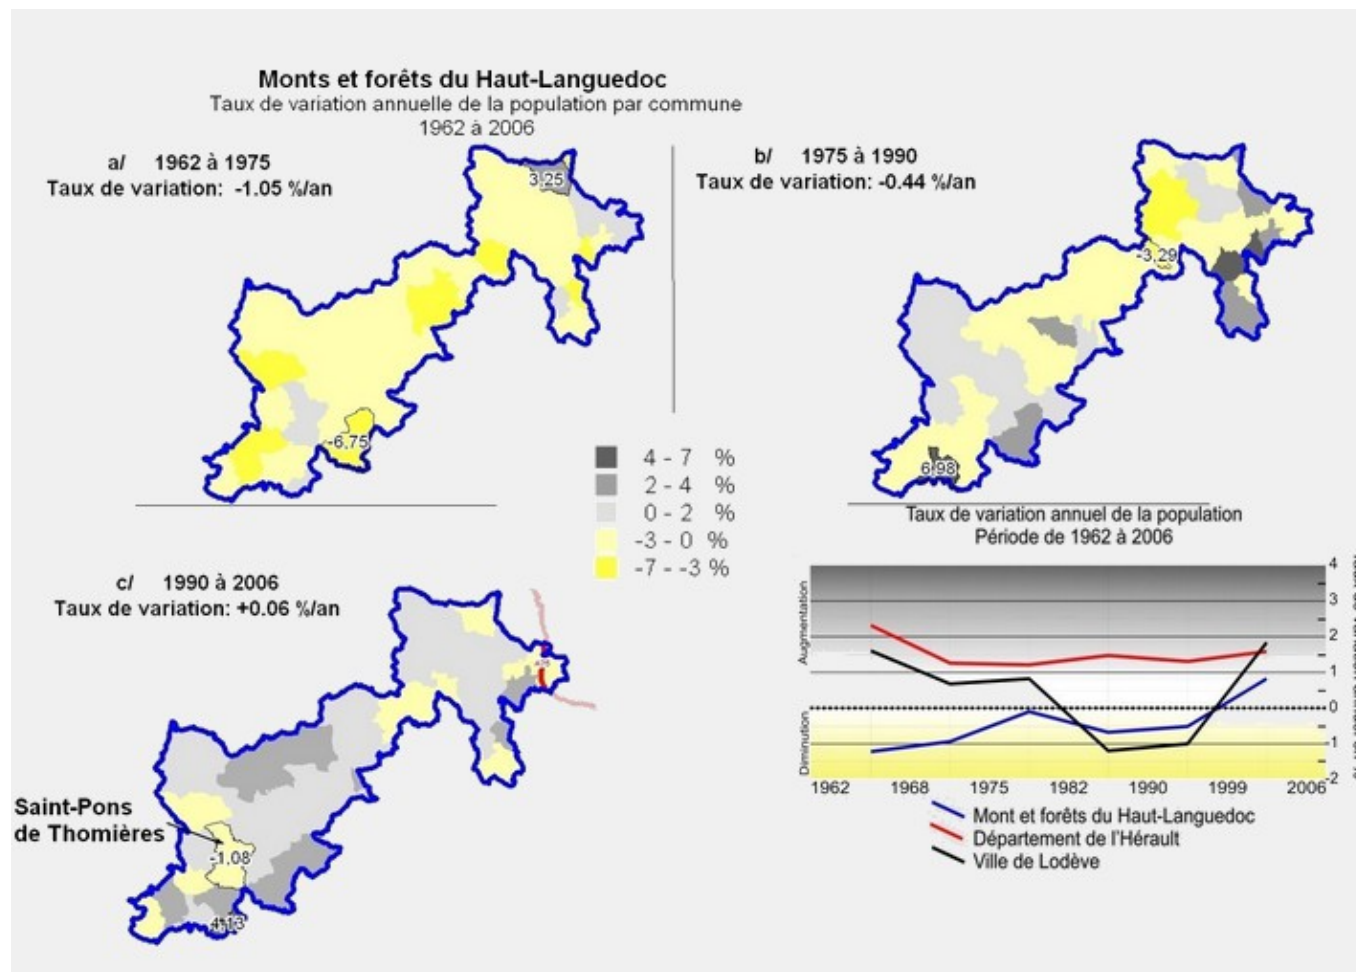 Monts et forêts du Haut-Languedoc
Taux de variation annuelle de la population par commune
1962 à 2006
a/ 1962 à 1975
Taux de variation: -1.05 %/an
3,25
-6,75
b/ 1975 à 1990
Taux de variation: -0.44 %/an
-3,29
6,98
4 - 7 %
2 - 4 %
0 - 2 %
-3 - 0 %
-7 - -3 %
c/ 1990 à 2006
Taux de variation: +0.06 %/an
Saint-Pons
de Thomières
-1,08
4,13
Taux de variation annuel de la population
Période de 1962 à 2006
Augmentation
Diminution
4
3
2
1
0
-1
-2
1962 1968 1975 1982 1990 1999 2006
Mont et forêts du Haut-Languedoc
Département de l'Hérault
Ville de Lodève